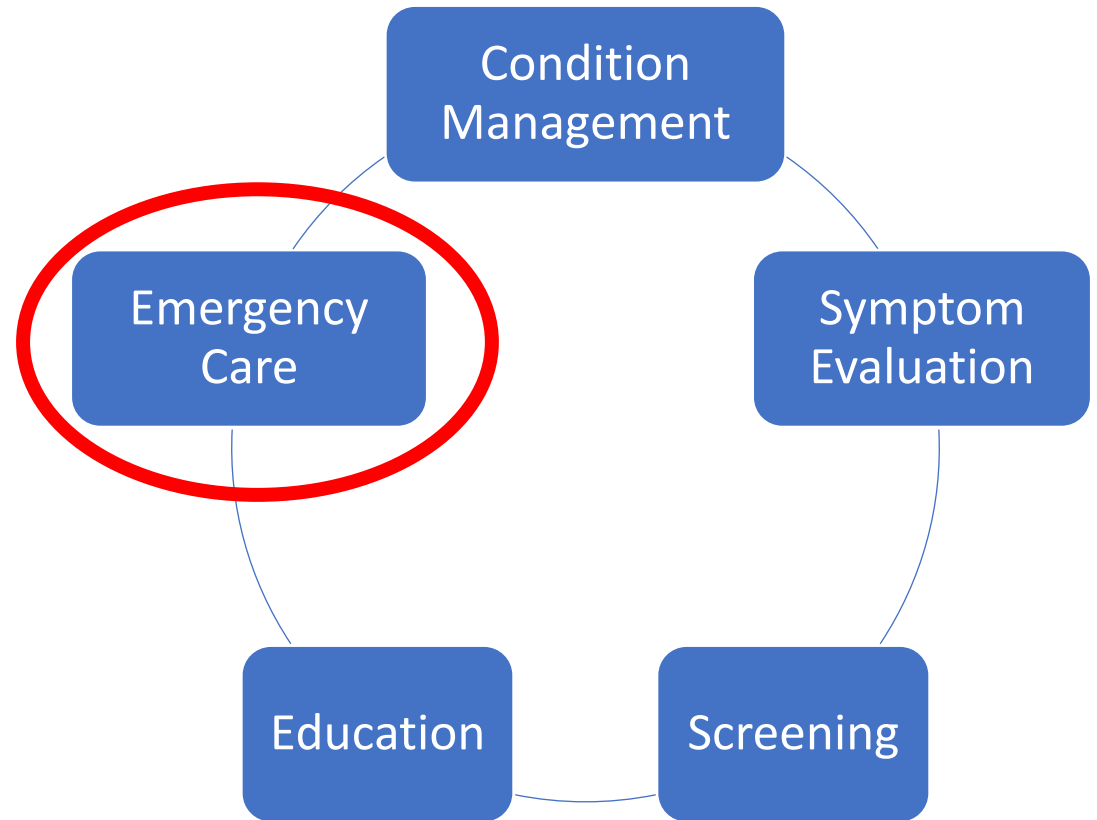 Condition
Management
Emergency
Care
Symptom
Evaluation
Education
Screening